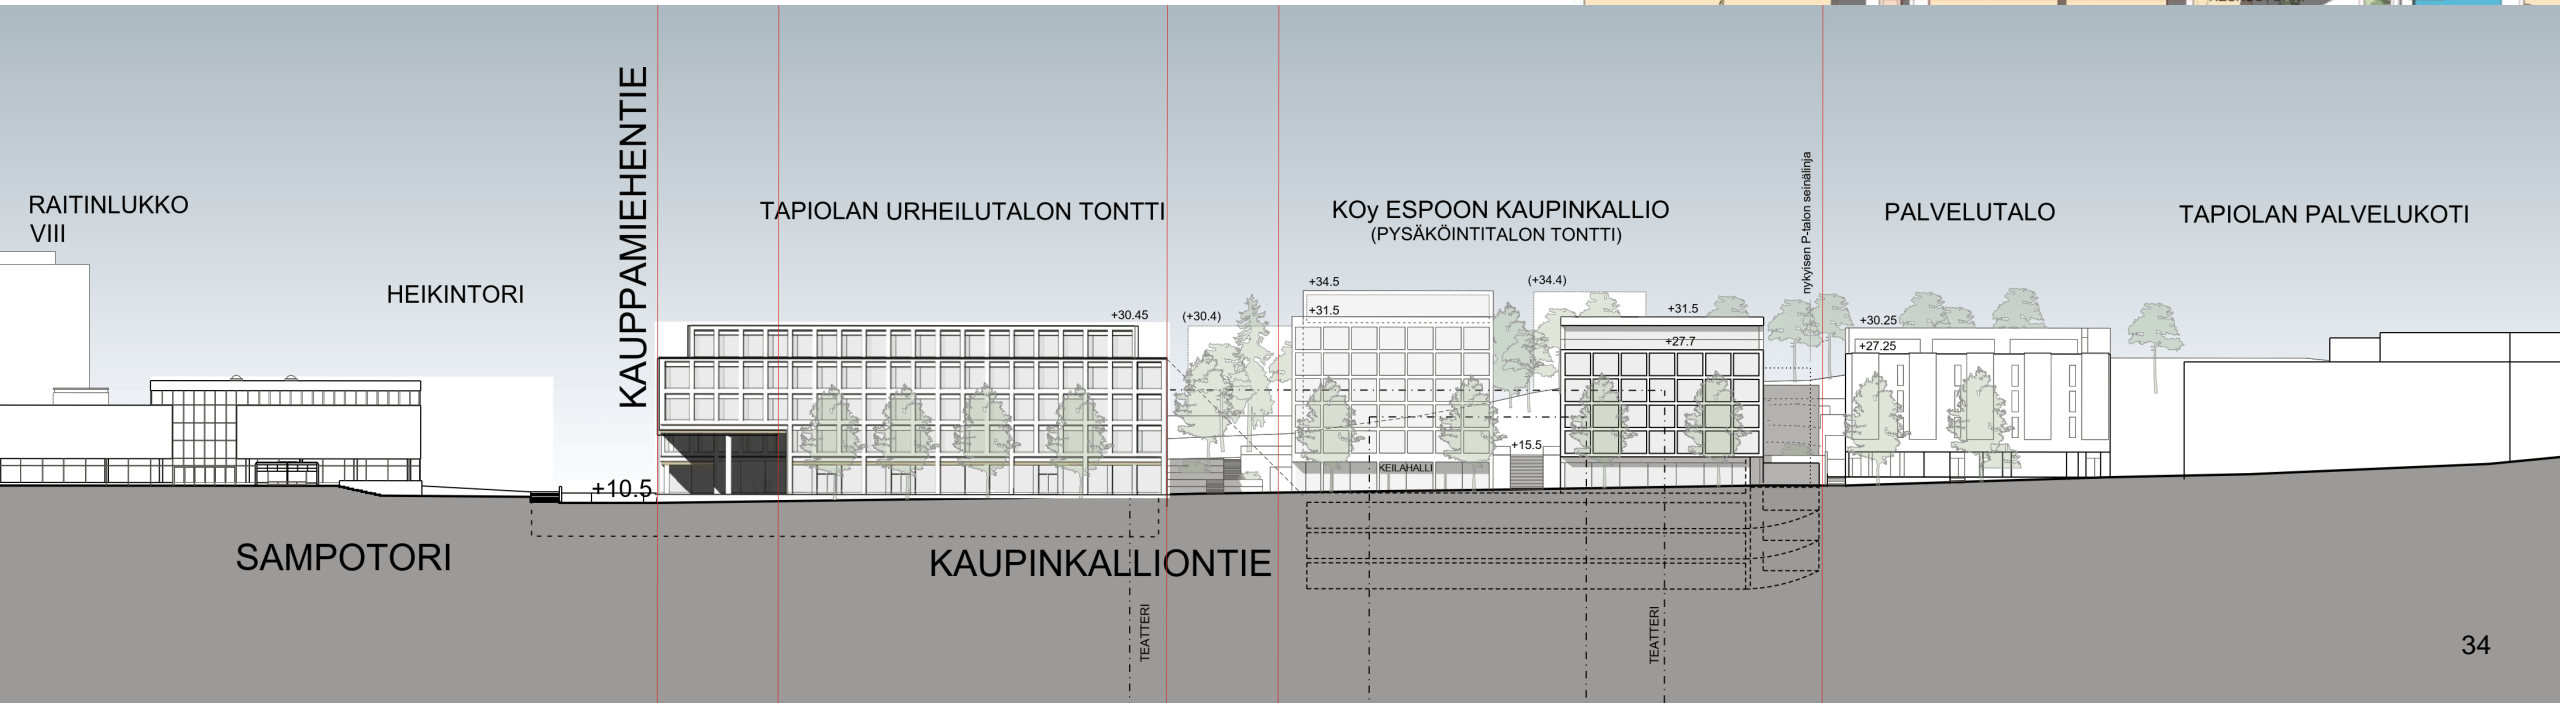 RAITINLUKKO
VIII
HEIKINTORI
KAUPPAMIEHENTIE
TAPIOLAN URHEILUTALON TONTTI
KOy ESPOON KAUPINKALLIO
(PYSÄKÖINTITALON TONTTI)
nykyisen P-talon seinälinja
PALVELUTALO
TAPIOLAN PALVELUKOTI
+30.45
(+30.4)
+34.5
+31.5
(+34.4)
+31.5
+27.7
+30.25
+27.25
+15.5
KEILAHALLI
+10.5
SAMPOTORI
KAUPINKALLIONTIE
TEATTERI
TEATTERI
34